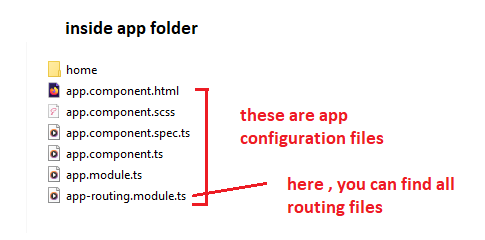 inside app folder
home
app.component.html
app.component.scss
app.component.spec.ts
app.component.ts
app.module.ts
app-routing.module.ts
these are app
configuration files
here , you can find all
routing files